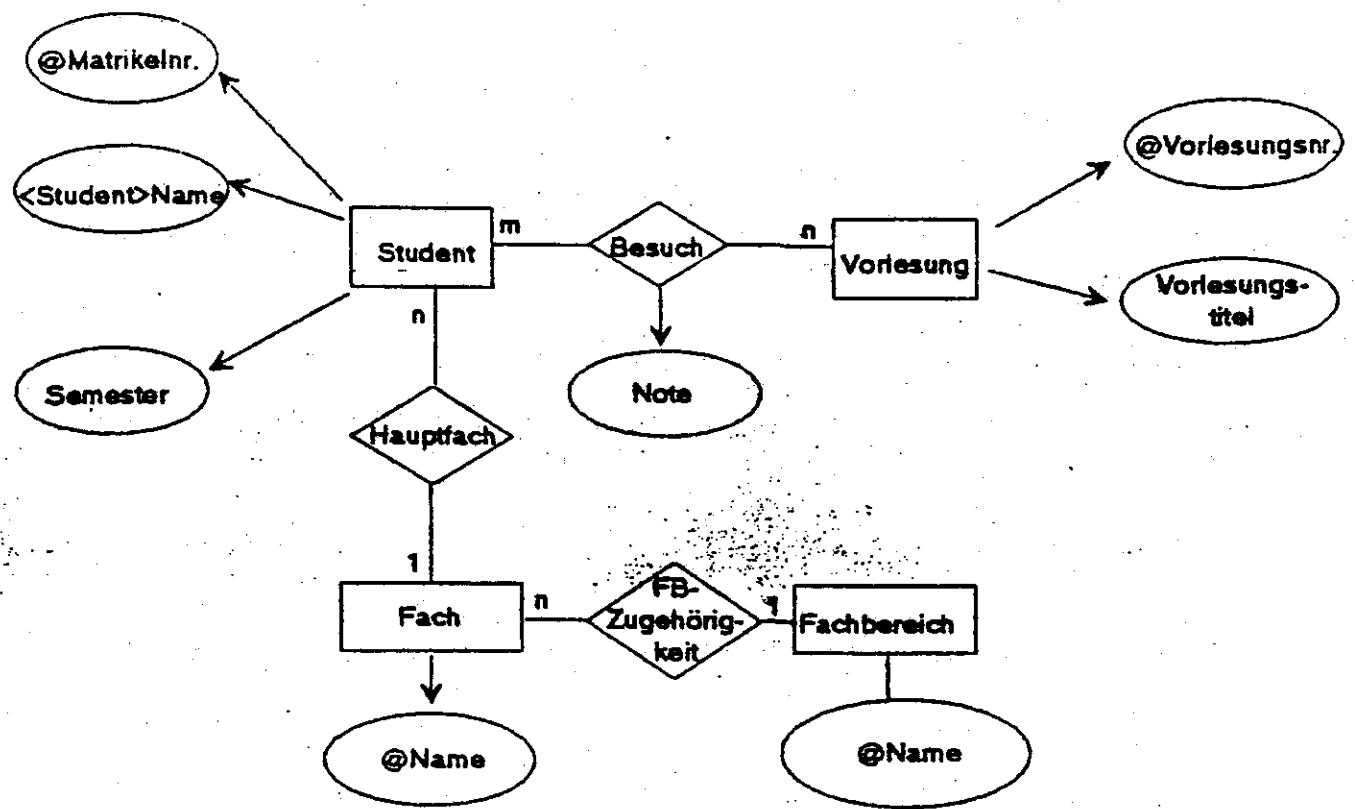 @Matrikelnr.
<Student>Name
Student
m
Besuch
n
Vorlesung
@Vorlesungsnr.
Vorlesungs-
titel
n
Semester
Note
Hauptfach
1
Fach
n
FB-
Zugehörig-
keit
1
Fachbereich
@Name
@Name